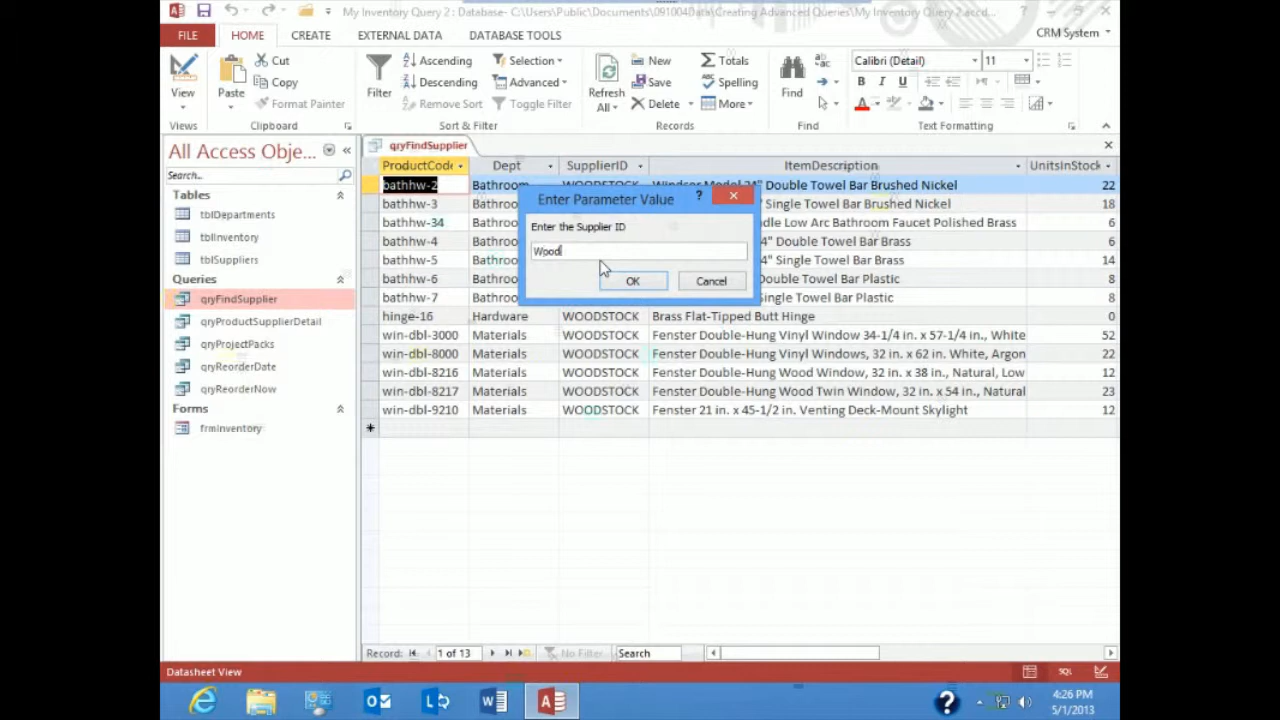 My Inventory Query 2 : Database- C:\Users\Public\Documents\091004Data\Creating Advanced Queries\My Inventory Query 2.accd...
FILE HOME CREATE EXTERNAL DATA DATABASE TOOLS CRM System
View
Views
Paste
Cut
Copy
Format Painter
Clipboard
Filter
Ascending
Descending
Remove Sort
Selection
Advanced
Toggle Filter
Sort & Filter
Refresh
All
New
Save
Delete
Totals
Spelling
More
Records
Find
Find
Calibri (Detail) 11
B I U
A
Text Formatting
All Access Obje...
Search...
Tables
tblDepartments
tblInventory
tblSuppliers
Queries
qryFindSupplier
qryProductSupplierDetail
qryProjectPacks
qryReorderDate
qryReorderNow
Forms
frmInventory
qryFindSupplier
ProductCode Dept SupplierID ItemDescription UnitsInStock
bathhw-2 Bathroom Double Towel Bar Brushed Nickel 22
bathhw-3 Single Towel Bar Brushed Nickel 18
bathhw-34 Low Arc Bathroom Faucet Polished Brass 6
bathhw-4 Double Towel Bar Brass 6
bathhw-5 Single Towel Bar Brass 14
bathhw-6 Double Towel Bar Plastic 8
bathhw-7 Single Towel Bar Plastic 8
hinge-16 Hardware WOODSTOCK Brass Flat-Tipped Butt Hinge 0
win-dbl-3000 Materials WOODSTOCK Fenster Double-Hung Vinyl Window 34-1/4 in. x 57-1/4 in., White 52
win-dbl-8000 Materials WOODSTOCK Fenster Double-Hung Vinyl Windows, 32 in. x 62 in. White, Argon 22
win-dbl-8216 Materials WOODSTOCK Fenster Double-Hung Wood Window, 32 in. x 38 in., Natural, Low 12
win-dbl-8217 Materials WOODSTOCK Fenster Double-Hung Wood Twin Window, 32 in. x 54 in., Natural 23
win-dbl-9210 Materials WOODSTOCK Fenster 21 in. x 45-1/2 in. Venting Deck-Mount Skylight 12
Enter Parameter Value
Enter the Supplier ID
Wood
OK Cancel
Record: 1 of 13 No Filter Search
Datasheet View SQL
4:26 PM
5/1/2013